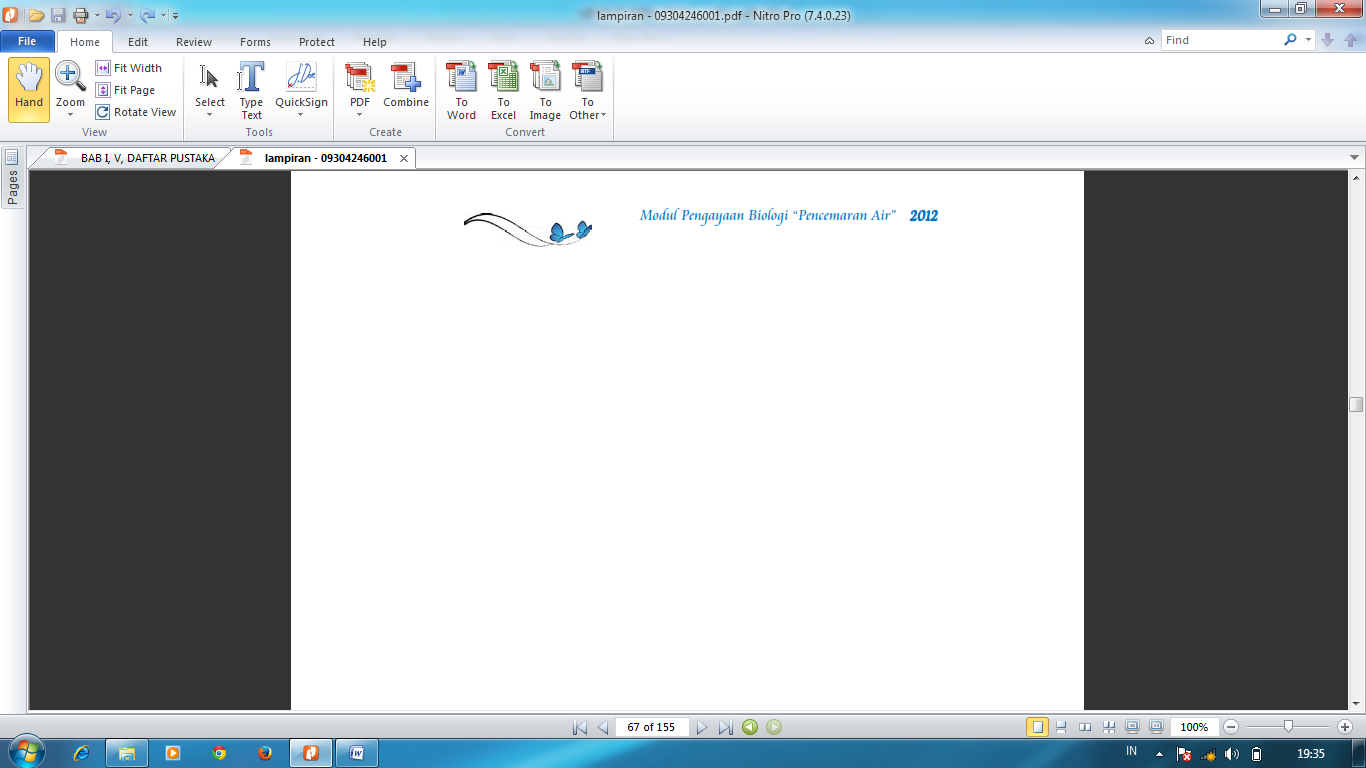 lampiran - 09304246001.pdf - Nitro Pro (7.4.0.23)
File Home Edit Review Forms Protect Help Find
Hand Zoom Fit Width
Fit Page
Rotate View
Select Type Text QuickSign
PDF Combine
To Word To Excel To Image To Other
View Tools Create Convert
BAB I, V, DAFTAR PUSTAKA lampiran - 09304246001
Pages
Modul Pengayaan Biologi “Pencemaran Air” 2012
67 of 155 100%
IN 19:35